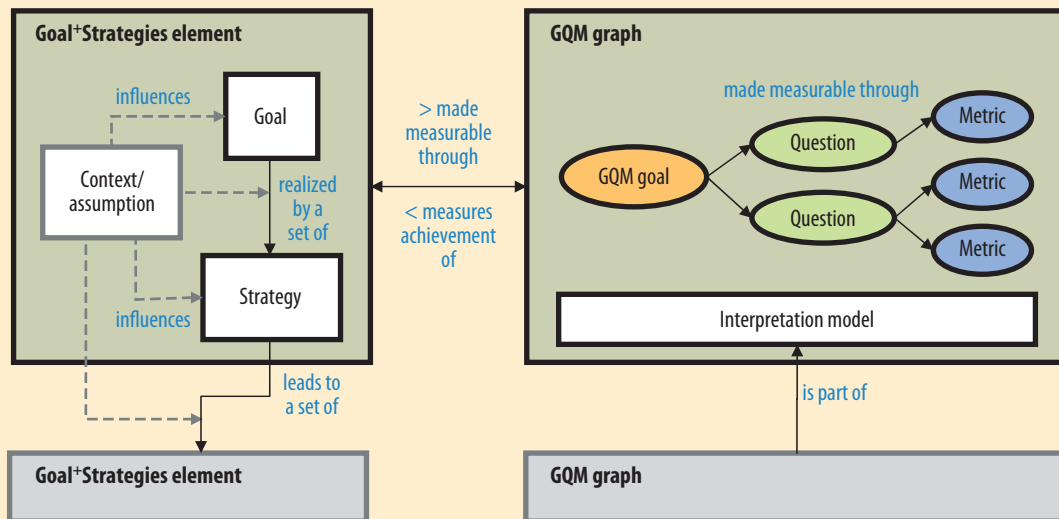 Goal+Strategies element
influences
Goal
Context/
assumption
realized
by a
set of
Strategy
influences
leads to
a set of
Goal+Strategies element
> made
measurable
through
< measures
achievement
of
GQM graph
made measurable through
Metric
Question
GQM goal
Metric
Question
Metric
Interpretation model
is part of
GQM graph